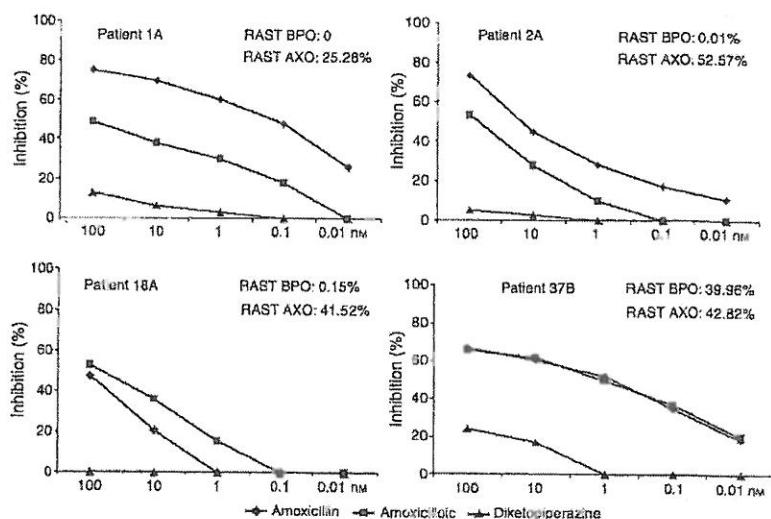 Patient 1A
RAST BPO: 0
RAST AXO: 25.28%
Inhibition (%)
100
80
60
40
20
0
100 10 1 0.1 0.01 nM
Patient 2A
RAST BPO: 0.01%
RAST AXO: 52.57%
Inhibition (%)
100
80
60
40
20
0
100 10 1 0.1 0.01 nM
Patient 18A
RAST BPO: 0.15%
RAST AXO: 41.52%
Inhibition (%)
100
80
60
40
20
0
100 10 1 0.1 0.01 nM
Patient 37B
RAST BPO: 39.96%
RAST AXO: 42.82%
Inhibition (%)
100
80
60
40
20
0
100 10 1 0.1 0.01 nM
Amoxicillin Amoxicilloic Diketopiperazine